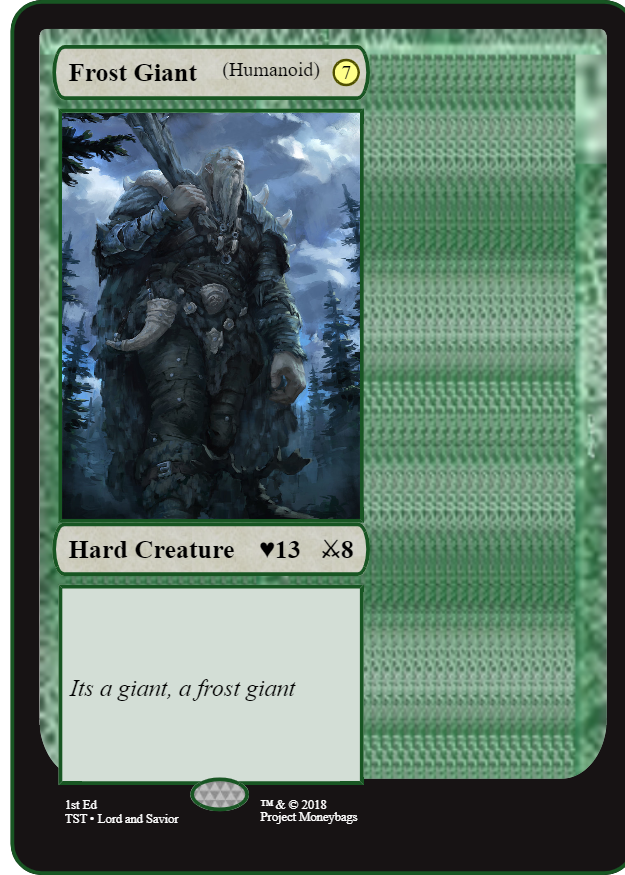 Frost Giant (Humanoid) 7
Hard Creature ♥13 ⚔8
Its a giant, a frost giant
1st Ed
TST • Lord and Savior
™ & © 2018
Project Moneybags